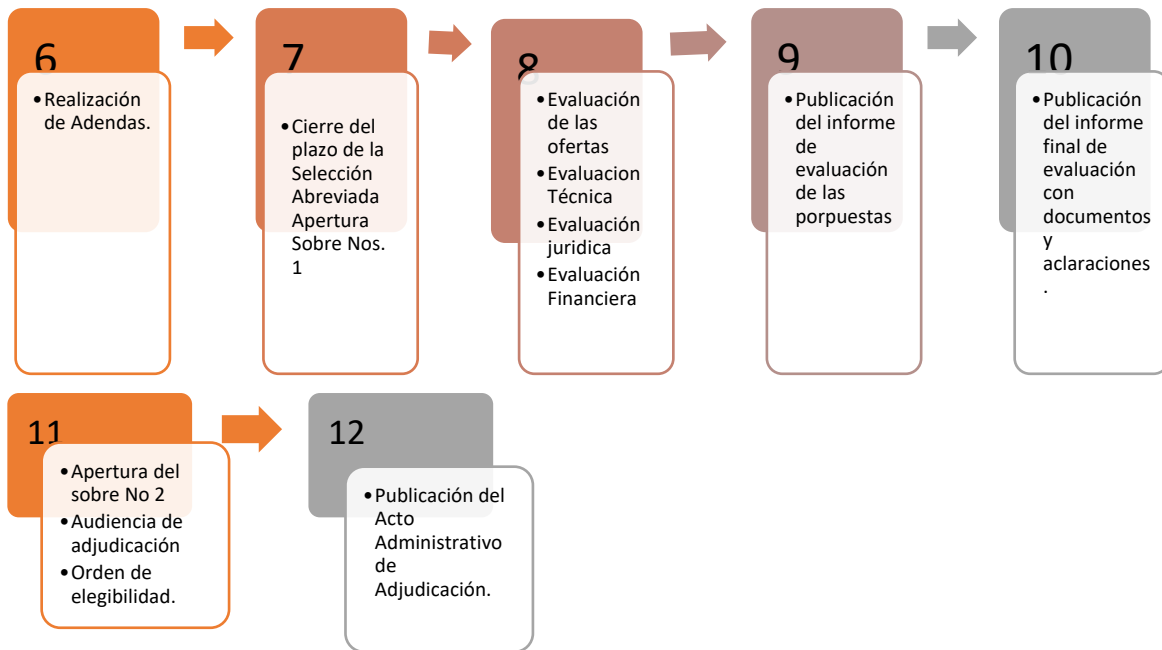 6
•Realización
de Adendas.
7
•Cierre del
plazo de la
Selección
Abreviada
Apertura
Sobre Nos.
1
8
•Evaluación
de las
ofertas
•Evaluacion
Técnica
•Evaluación
juridica
•Evaluación
Financiera
9
•Publicación
del informe
de
evaluación
de las
porpuestas
10
•Publicación
del informe
final de
evaluación
con
documentos
y
aclaraciones
.
11
•Apertura del
sobre No 2
•Audiencia de
adjudicación
•Orden de
elegibilidad.
12
•Publicación del
Acto
Administrativo
de
Adjudicación.